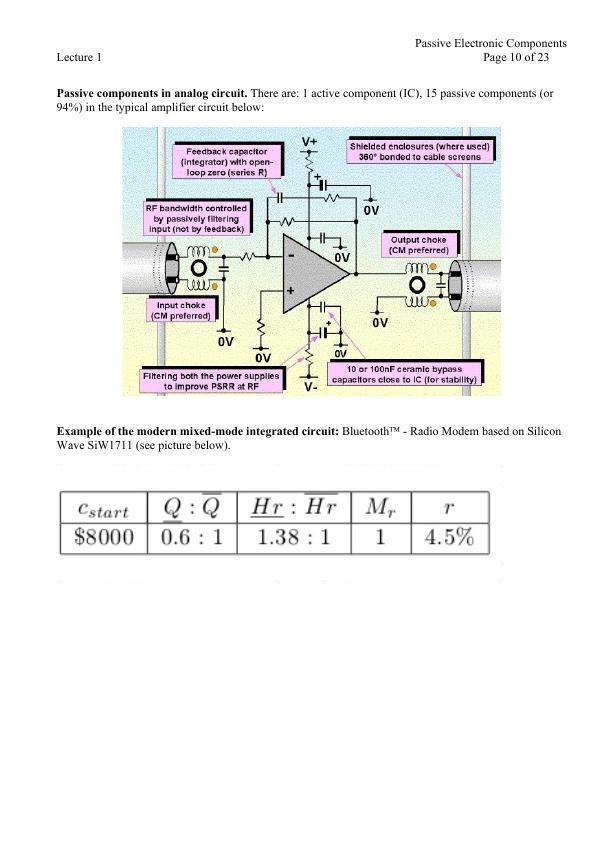 Passive Electronic Components
Lecture 1 Page 10 of 23
Passive components in analog circuit. There are: 1 active component (IC), 15 passive components (or
94%) in the typical amplifier circuit below:
Feedback capacitor
(integrator) with open-
loop zero (series R)
V+
Shielded enclosures (where used)
360° bonded to cable screens
+
0V
RF bandwidth controlled
by passively filtering
input (not by feedback)
0V
Output choke
(CM preferred)
-
+
Input choke
(CM preferred)
0V
0V
0V
+
0V
Filtering both the power supplies
to improve PSRR at RF
V-
10 or 100nF ceramic bypass
capacitors close to IC (for stability)
Example of the modern mixed-mode integrated circuit: Bluetooth™ - Radio Modem based on Silicon
Wave SiW1711 (see picture below).
c_start Q̲ : Q̅ H̲r̲ : H̅r̅ M_r r
$8000 0.6 : 1 1.38 : 1 1 4.5%